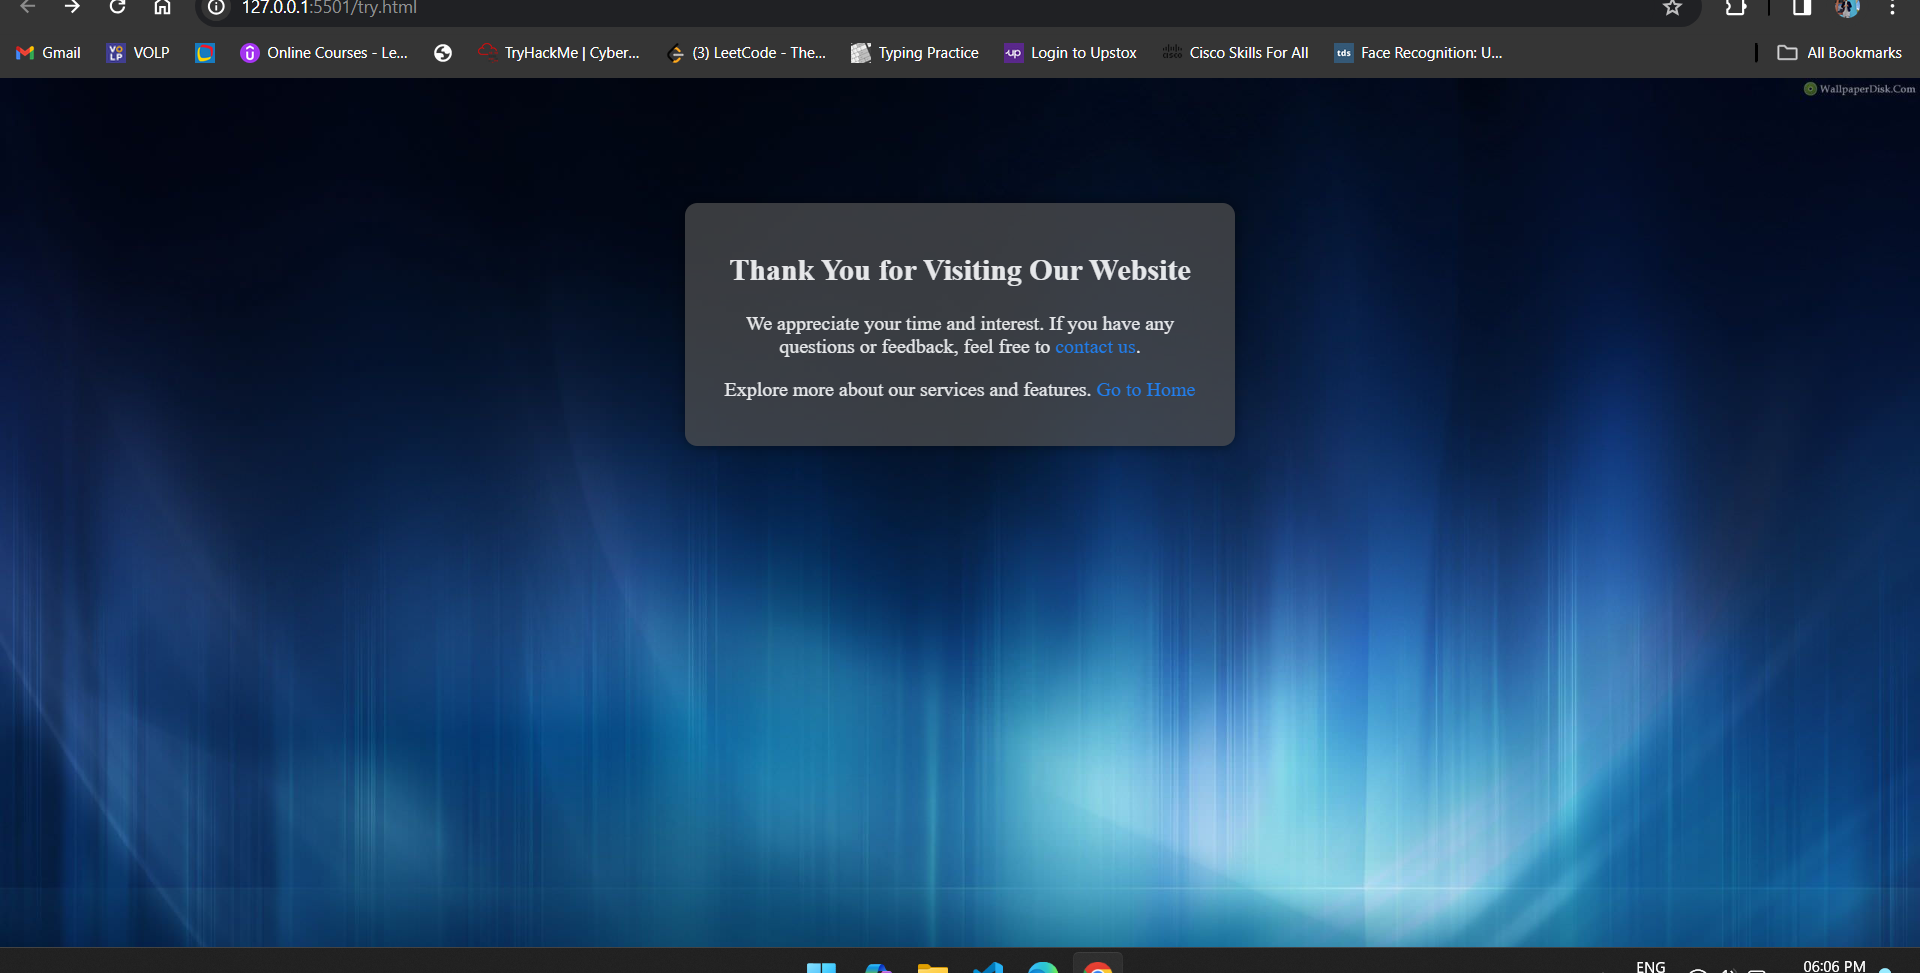 127.0.0.1:5501/try.html
Gmail
VOLP
Online Courses - Le...
TryHackMe | Cyber...
(3) LeetCode - The...
Typing Practice
up
Login to Upstox
cisco
Cisco Skills For All
tds
Face Recognition: U...
All Bookmarks
WallpaperDisk.Com
Thank You for Visiting Our Website
We appreciate your time and interest. If you have any
questions or feedback, feel free to contact us.
Explore more about our services and features. Go to Home
ENG
06:06 PM